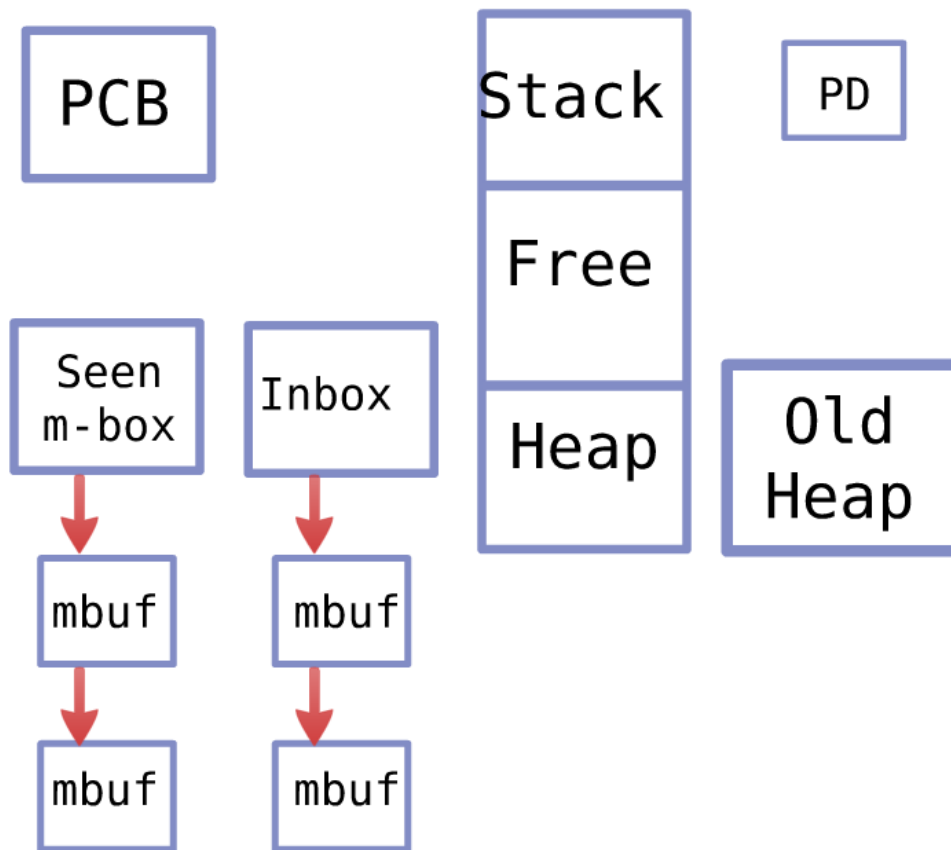 PCB
Stack
PD
Free
Seen
m-box
Inbox
Heap
Old
Heap
mbuf
mbuf
mbuf
mbuf